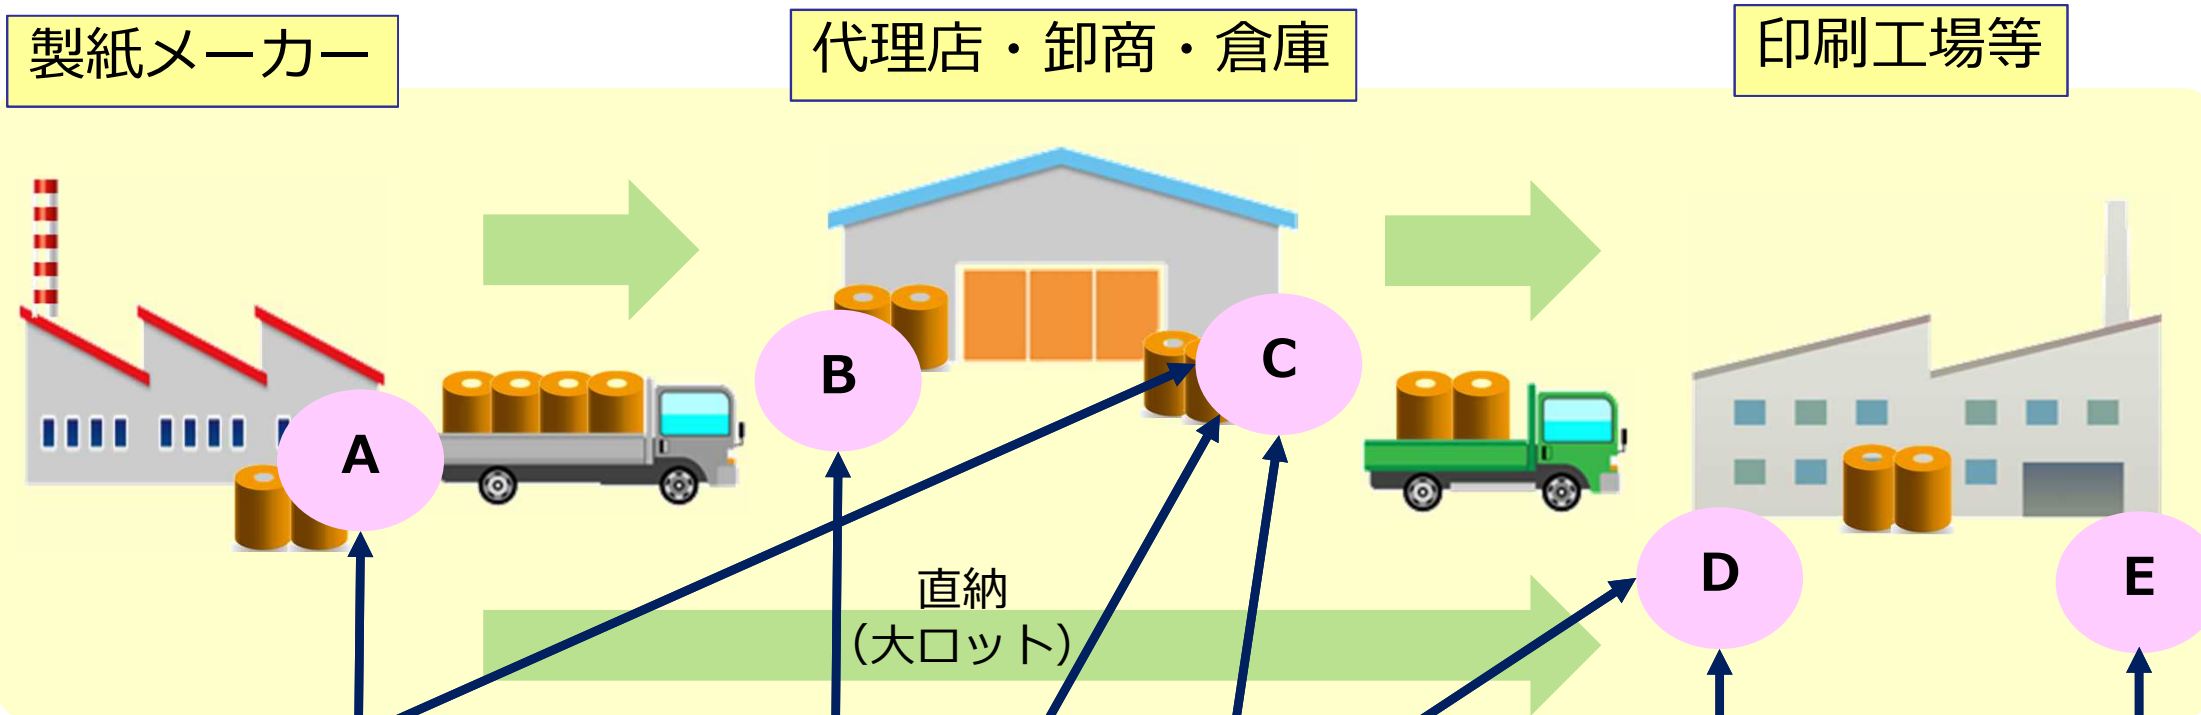 製紙メーカー
代理店・卸商・倉庫
印刷工場等
A
B
C
D
E
直納
（大ロット）